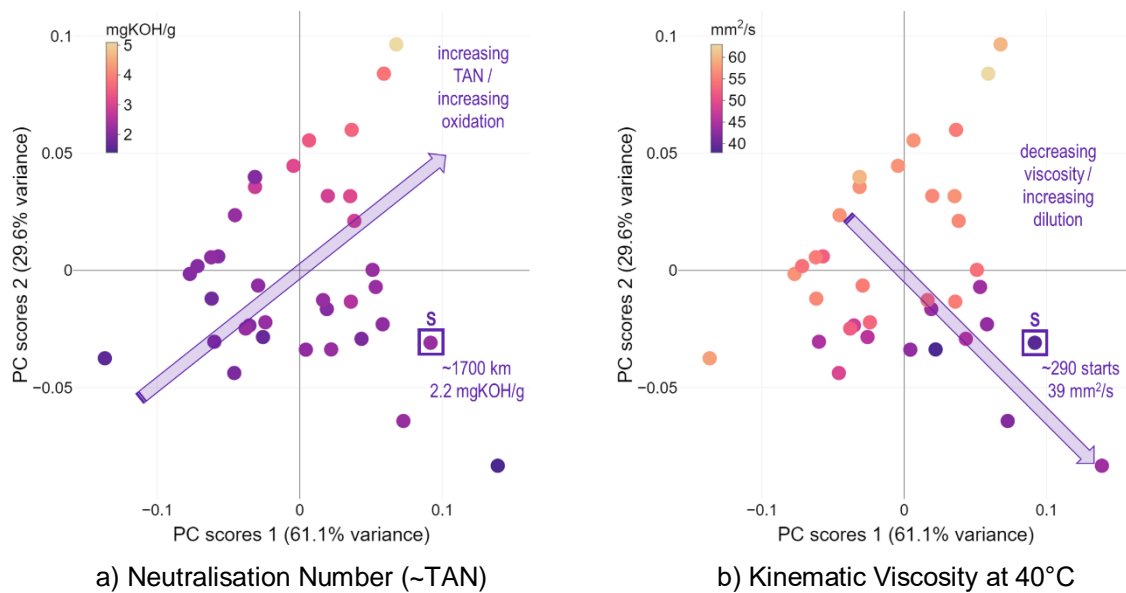 mgKOH/g
5
4
3
2
increasing
TAN /
increasing
oxidation
0.1
0.05
0
−0.05
PC scores 2 (29.6% variance)
S
~1700 km
2.2 mgKOH/g
−0.1
0
0.1
PC scores 1 (61.1% variance)
a) Neutralisation Number (~TAN)
mm²/s
60
55
50
45
40
decreasing
viscosity /
increasing
dilution
0.1
0.05
0
−0.05
PC scores 2 (29.6% variance)
S
~290 starts
39 mm²/s
−0.1
0
0.1
PC scores 1 (61.1% variance)
b) Kinematic Viscosity at 40°C